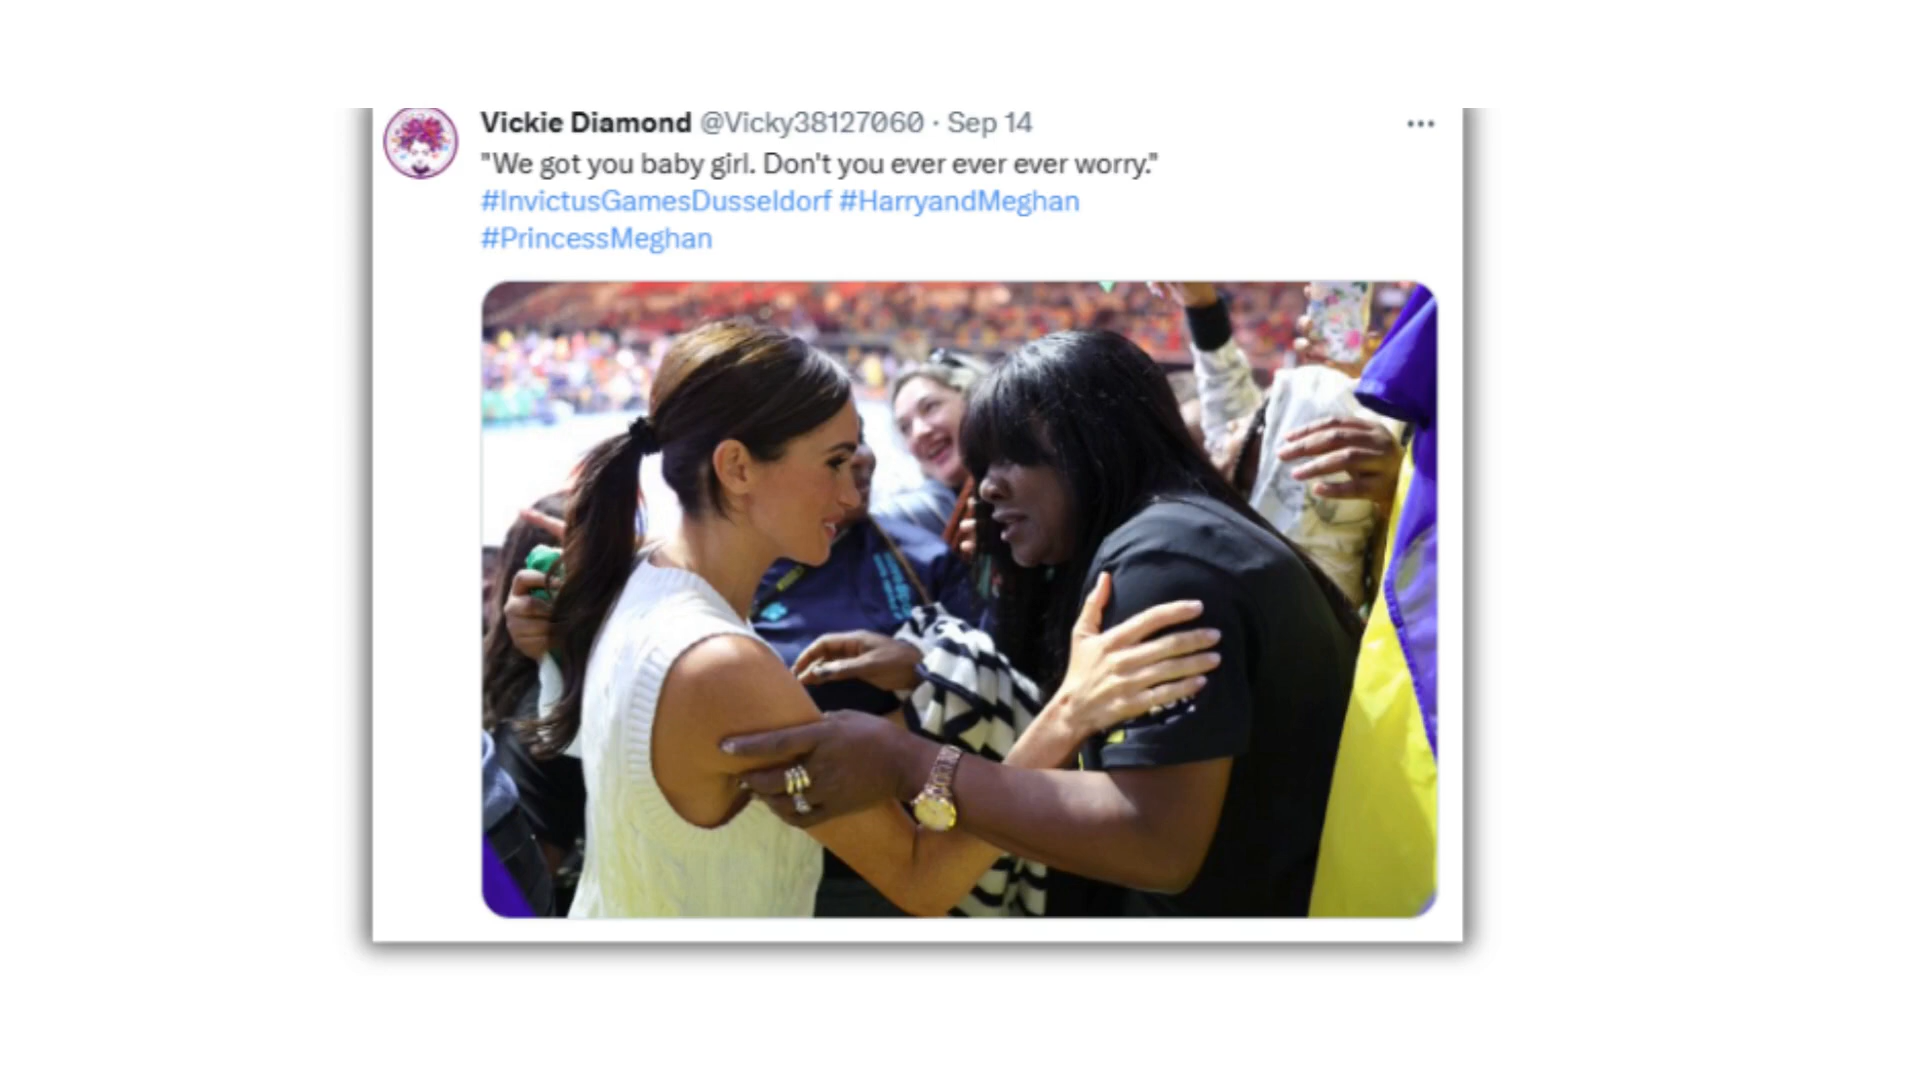 Vickie Diamond @Vicky38127060 · Sep 14
"We got you baby girl. Don't you ever ever ever worry."
#InvictusGamesDusseldorf #HarryandMeghan
#PrincessMeghan